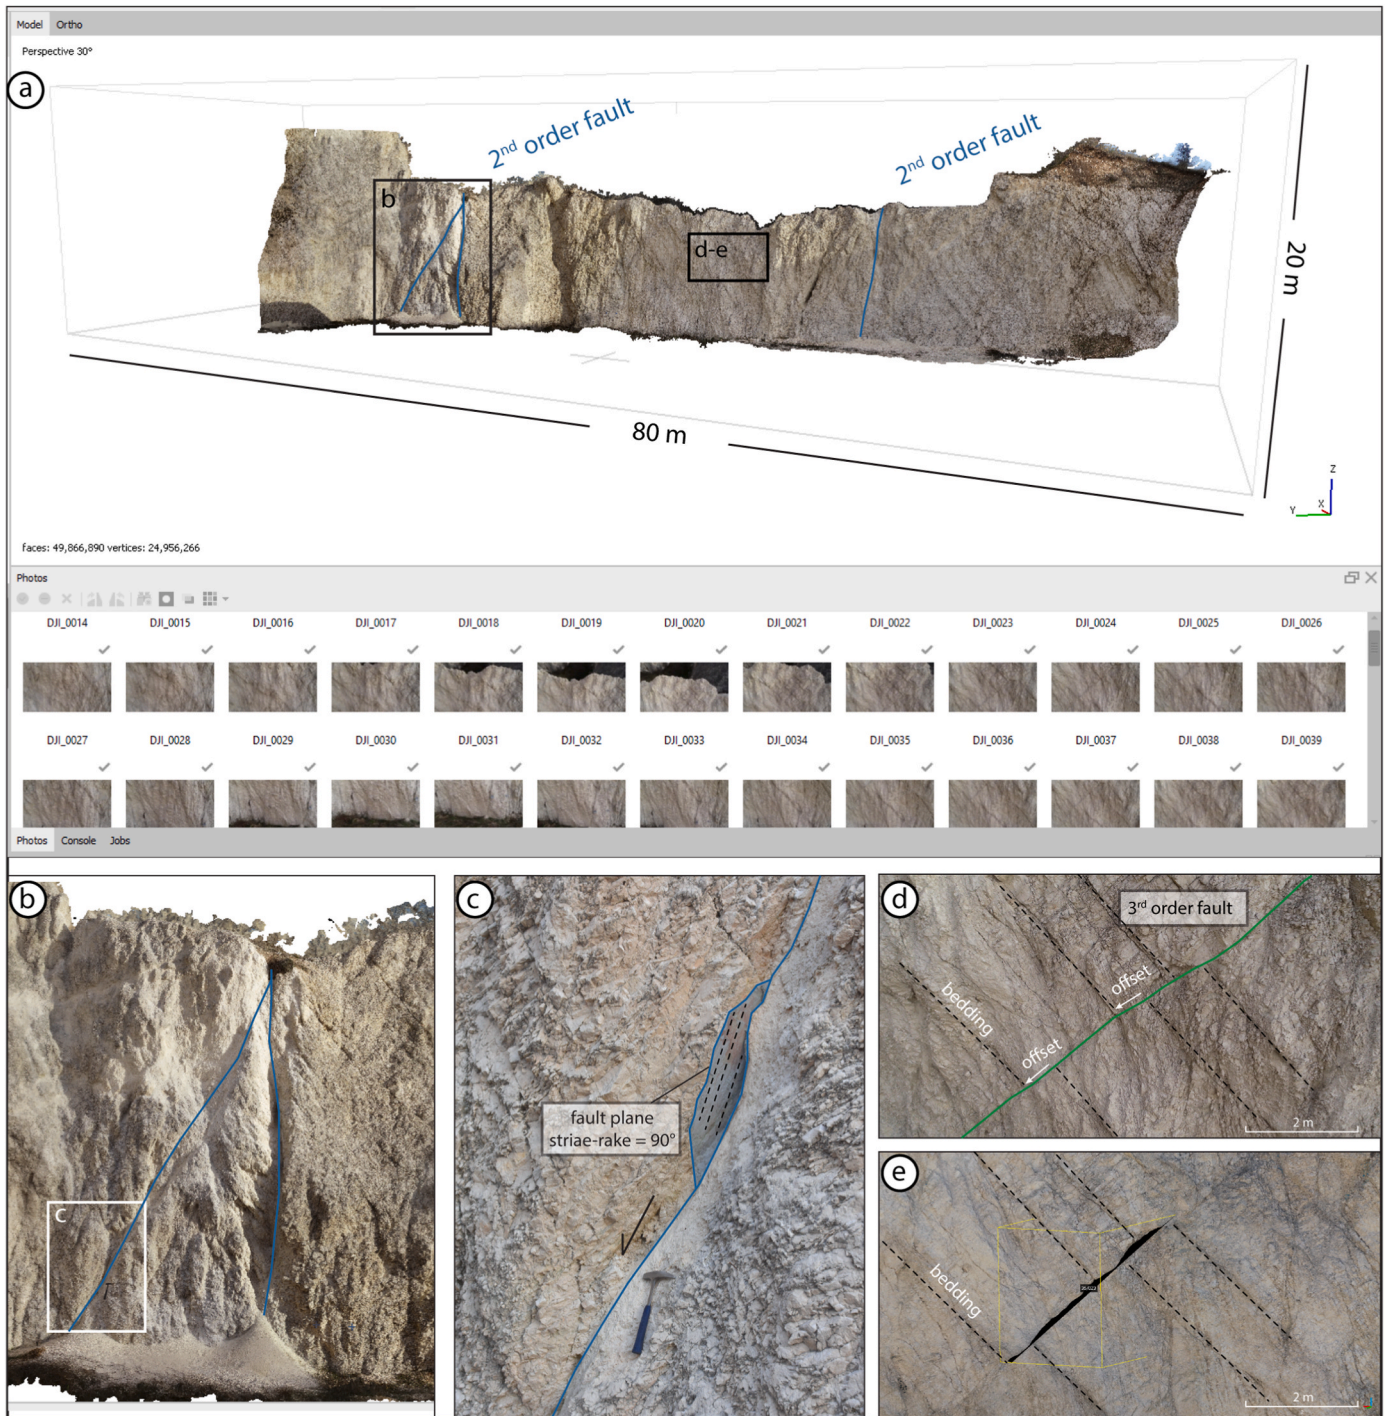 Model Ortho
Perspective 30°
a
2nd order fault
2nd order fault
b
d-e
20 m
80 m
Z
X
Y
faces: 49,866,890 vertices: 24,956,266
Photos
DJI_0014 DJI_0015 DJI_0016 DJI_0017 DJI_0018 DJI_0019 DJI_0020 DJI_0021 DJI_0022 DJI_0023 DJI_0024 DJI_0025 DJI_0026
DJI_0027 DJI_0028 DJI_0029 DJI_0030 DJI_0031 DJI_0032 DJI_0033 DJI_0034 DJI_0035 DJI_0036 DJI_0037 DJI_0038 DJI_0039
Photos Console Jobs
b
c
c
fault plane
striae-rake = 90°
d
3rd order fault
offset
bedding
offset
2 m
e
bedding
2 m